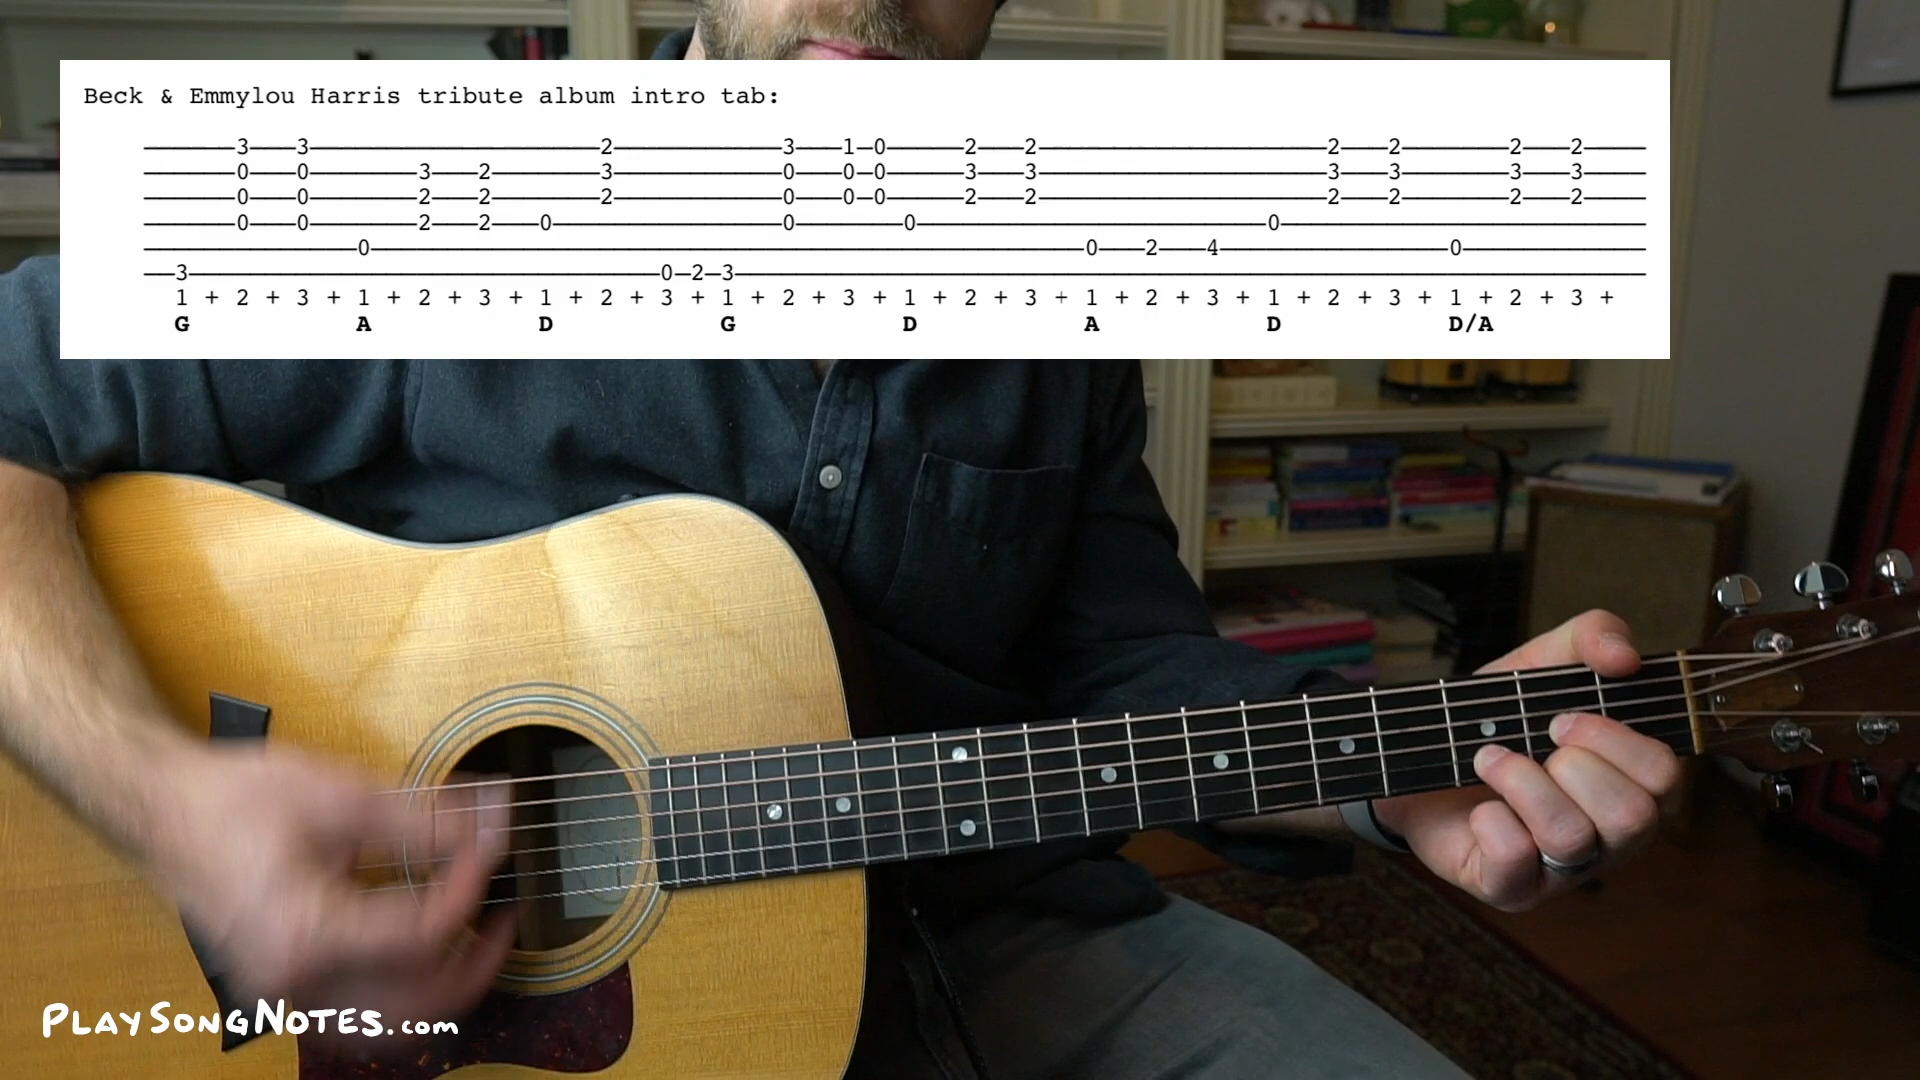 Beck & Emmylou Harris tribute album intro tab:
———3——3———————————————2—————————3——1—0————2——2———————————————2——2—————2——2———
———0——0—————3——2——————3—————————0——0—0————3——3———————————————3——3—————3——3———
———0——0—————2——2——————2—————————0——0—0————2——2———————————————2——2—————2——2———
———0——0—————2——2——0—————————————0—————0—————————————————0————————————————————
—————————0———————————————————————————————————————0——2——4—————————0——————————
—3———————————————————————0—2—3———————————————————————————————————————————————
1 + 2 + 3 + 1 + 2 + 3 + 1 + 2 + 3 + 1 + 2 + 3 + 1 + 2 + 3 + 1 + 2 + 3 + 1 + 2 + 3 + 1 + 2 + 3 +
G A D G D A D D/A
PLAYSONGNOTES.com